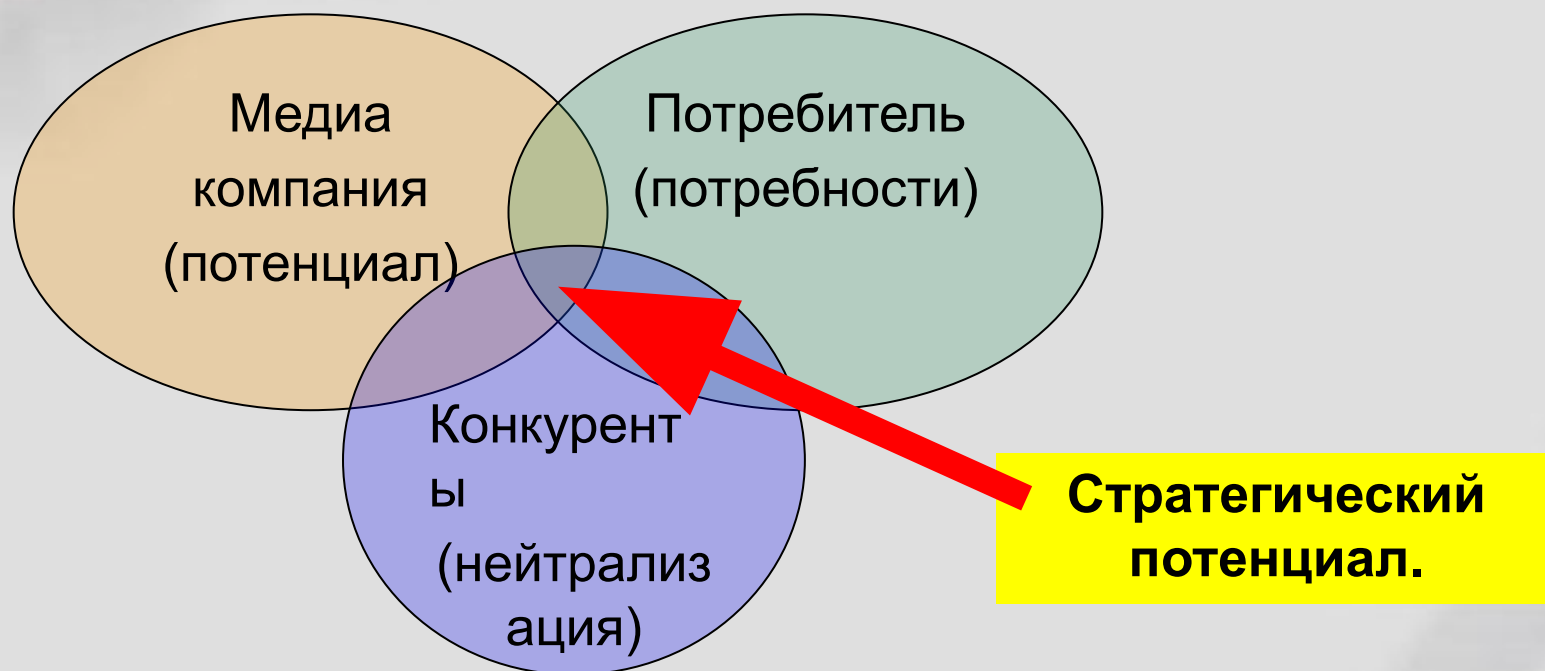 Медиа
компания
(потенциал)
Потребитель
(потребности)
Конкурент
ы
(нейтрализ
ация)
Стратегический
потенциал.